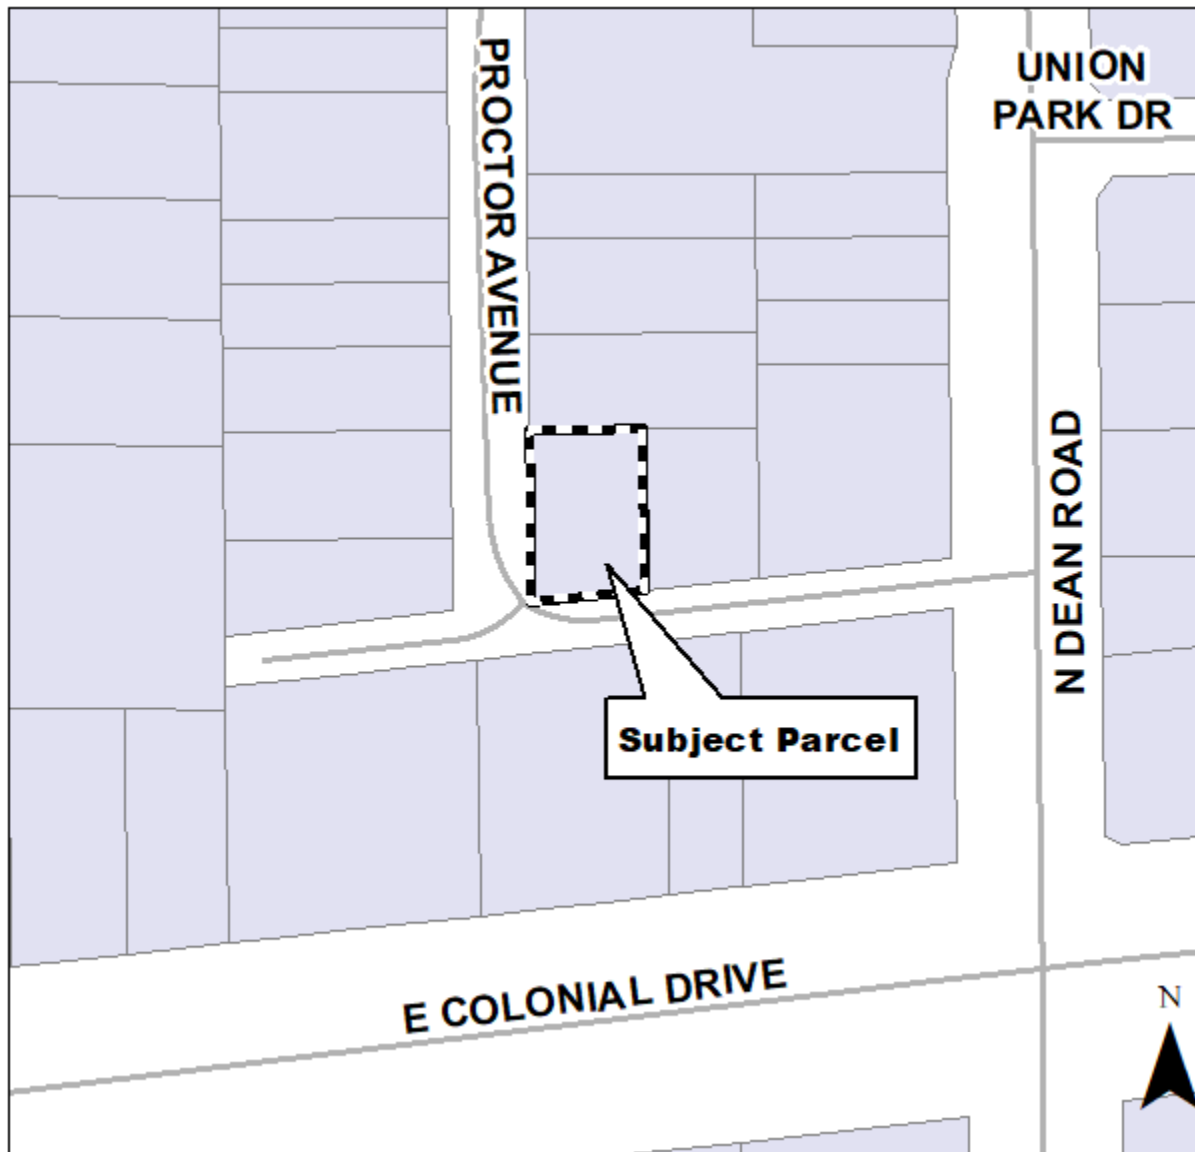 PROCTOR AVENUE
UNION
PARK DR
N DEAN ROAD
Subject Parcel
E COLONIAL DRIVE
N